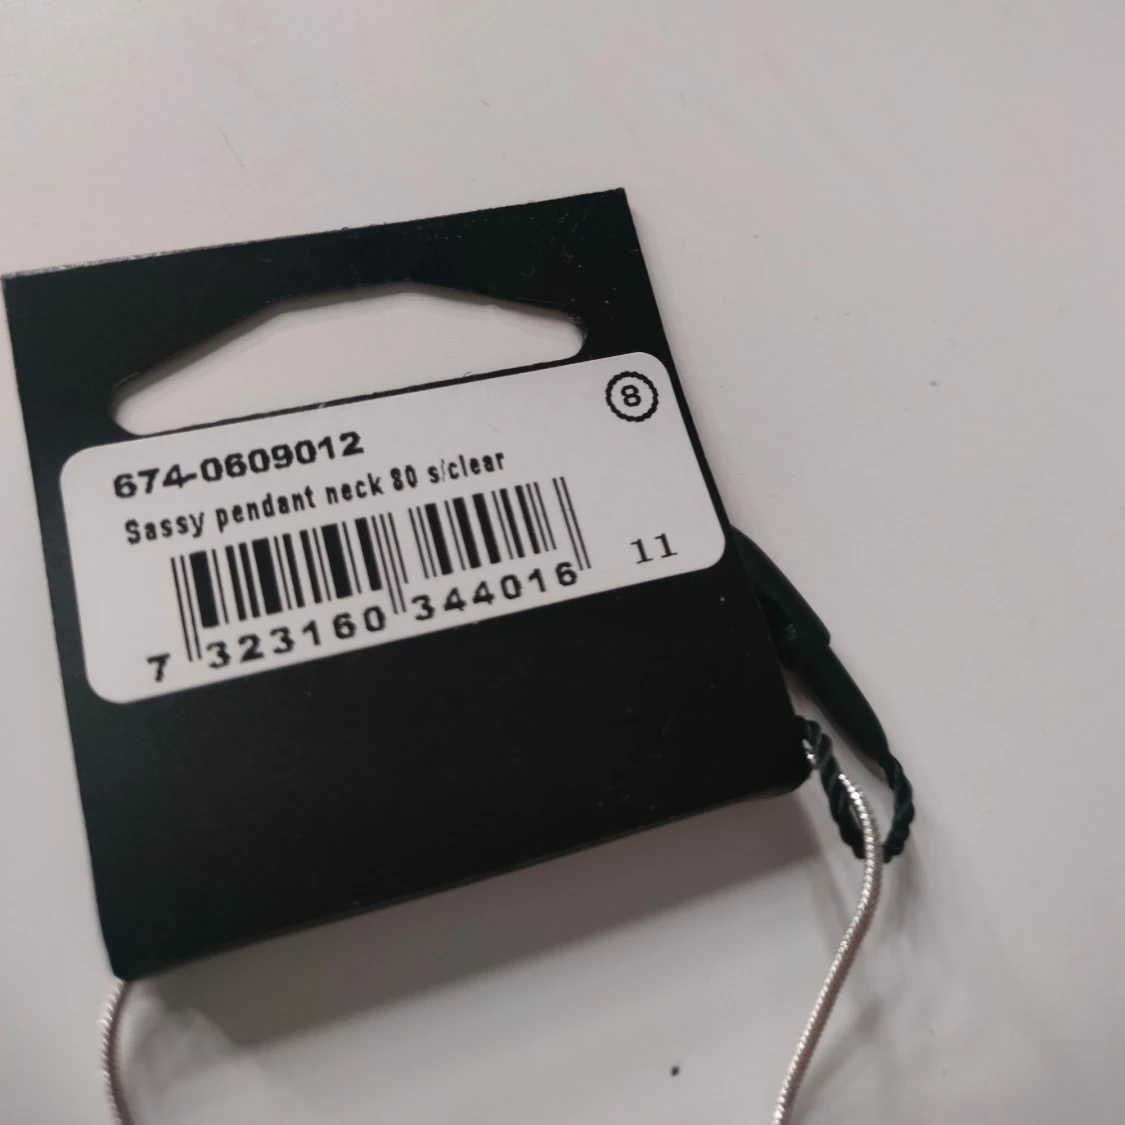 8
674-0609012
Sassy pendant neck 80 s/clear
11
7 323160 344016